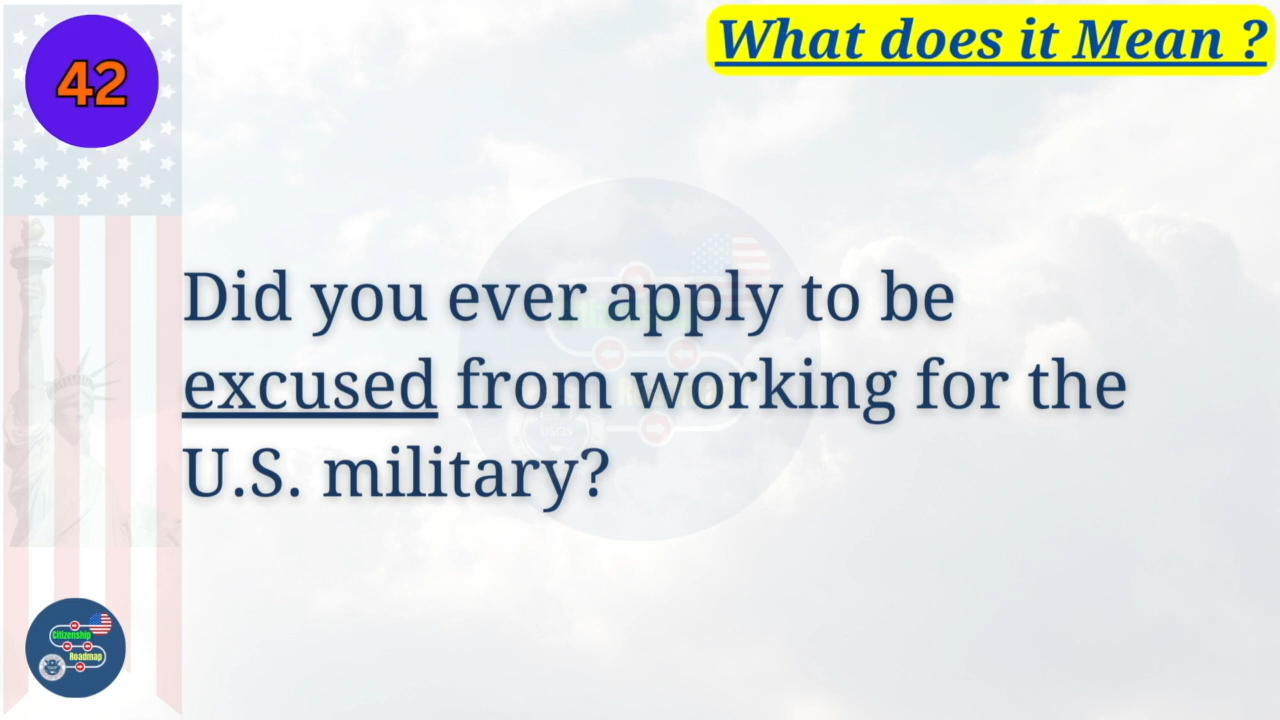 42
What does it Mean ?
Did you ever apply to be
excused from working for the
U.S. military?
Citizenship
Roadmap